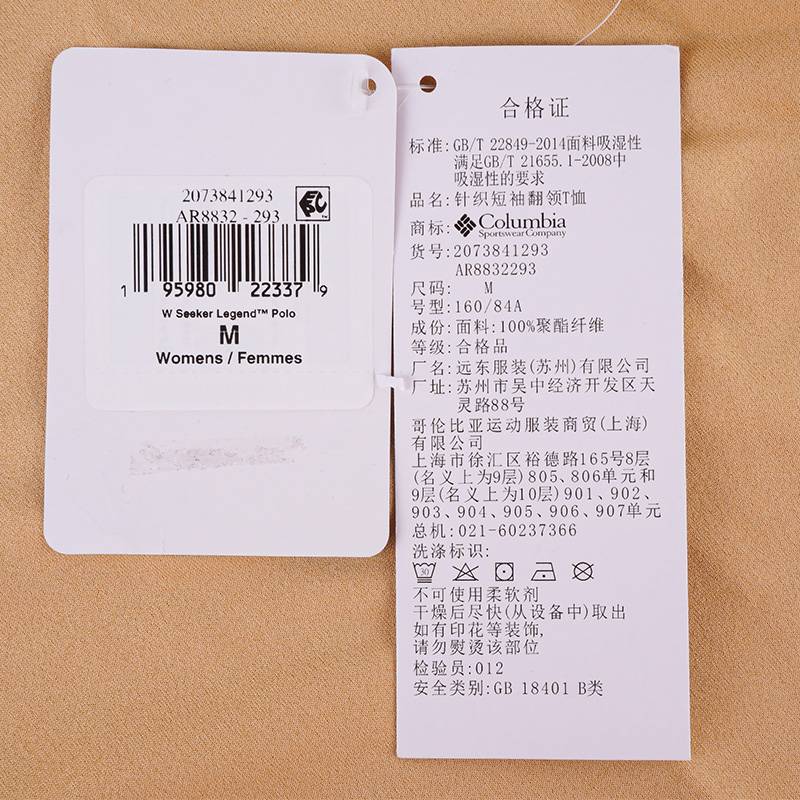 2073841293
AR8832 - 293
1 95980 22337 9
W Seeker Legend™ Polo
M
Womens / Femmes
合格证
标准:GB/T 22849-2014面料吸湿性
满足GB/T 21655.1-2008中
吸湿性的要求
品名:针织短袖翻领T恤
商标:Columbia
Sportswear Company
货号:2073841293
AR8832293
尺码: M
号型:160/84A
成份:面料:100%聚酯纤维
等级:合格品
厂名:远东服装(苏州)有限公司
厂址:苏州市吴中经济开发区天
灵路88号
哥伦比亚运动服装商贸(上海)
有限公司
上海市徐汇区裕德路165号8层
(名义上为9层)805、806单元和
9层(名义上为10层)901、902、
903、904、905、906、907单元
总机:021-60237366
洗涤标识:
30
不可使用柔软剂
干燥后尽快(从设备中)取出
如有印花等装饰,
请勿熨烫该部位
检验员:012
安全类别:GB 18401 B类